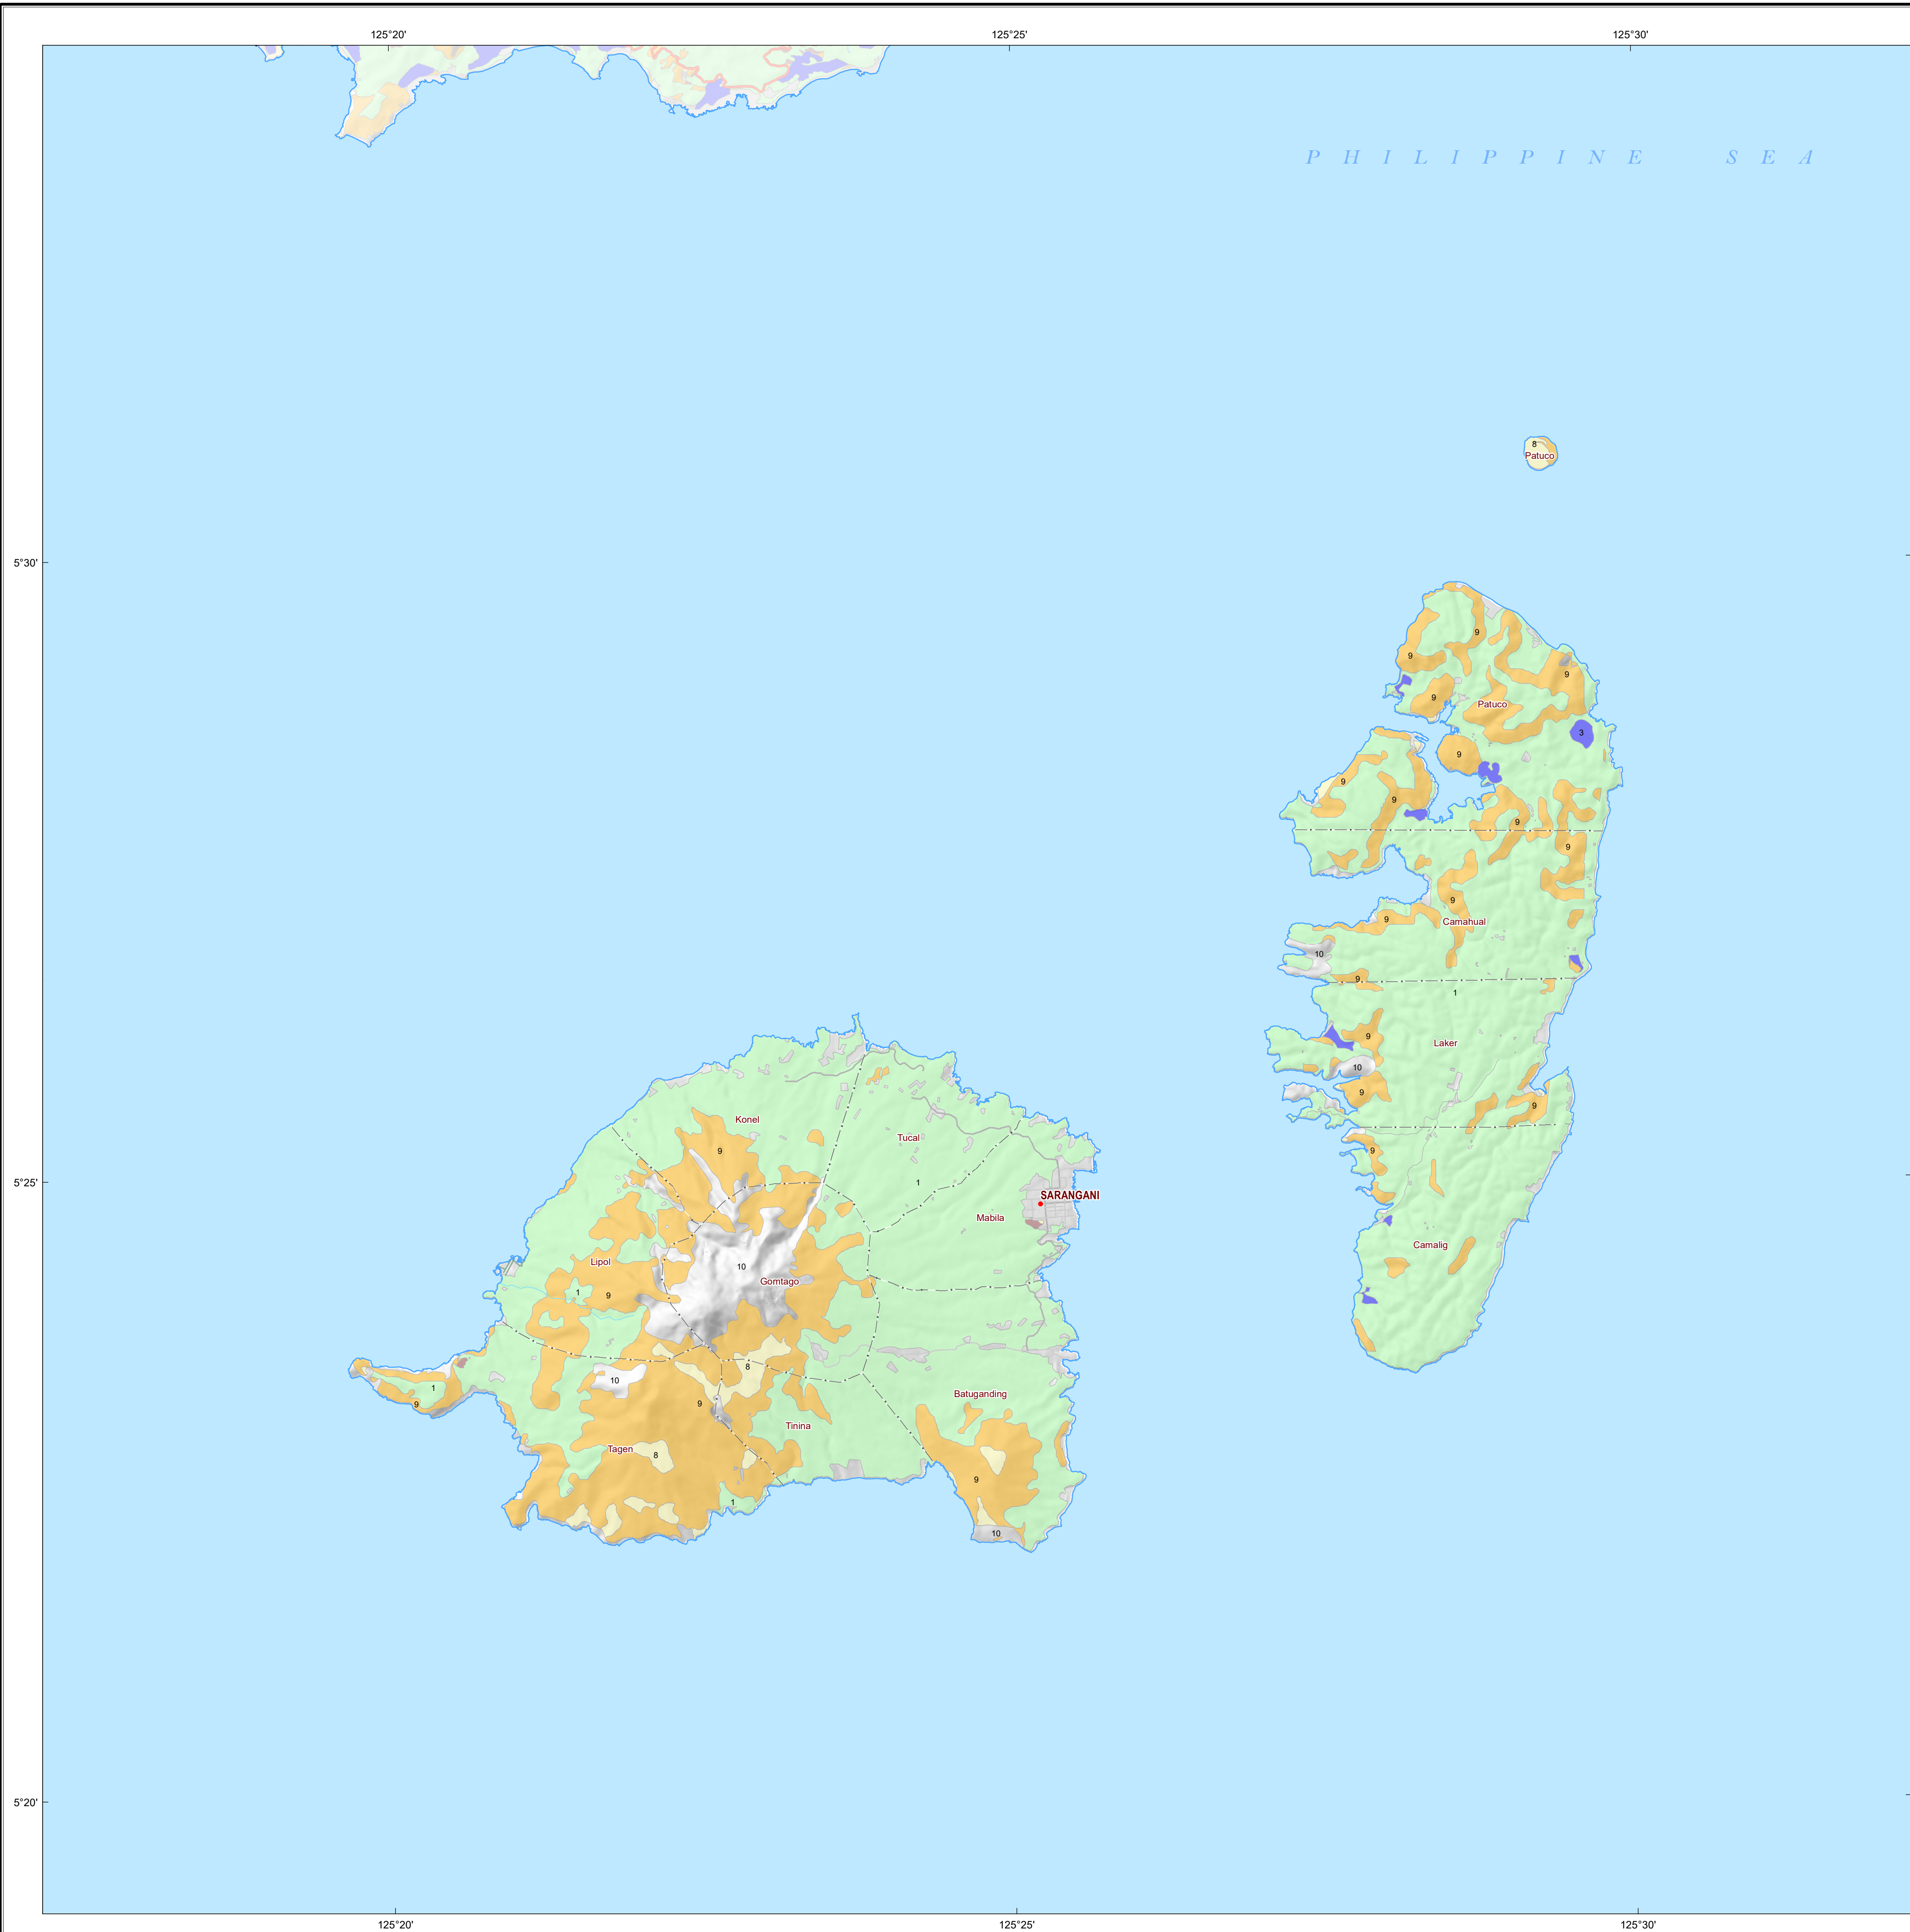 125°20' 125°25' 125°30'
PHILIPPINE SEA
8
Patuco
5°30'
9
9
9
9
Patuco
3
9
9
9
9
9
9
9
Camahual
10
9
1
9
Laker
10
9
9
Konel
Tucal
9
9
1
5°25'
SARANGANI
Mabila
Camalig
Lipol
10
Gomtago
1
9
8
10
1
Batuganding
9
9
Tinina
Tagen
8
9
1
10
5°20'
125°20' 125°25' 125°30'